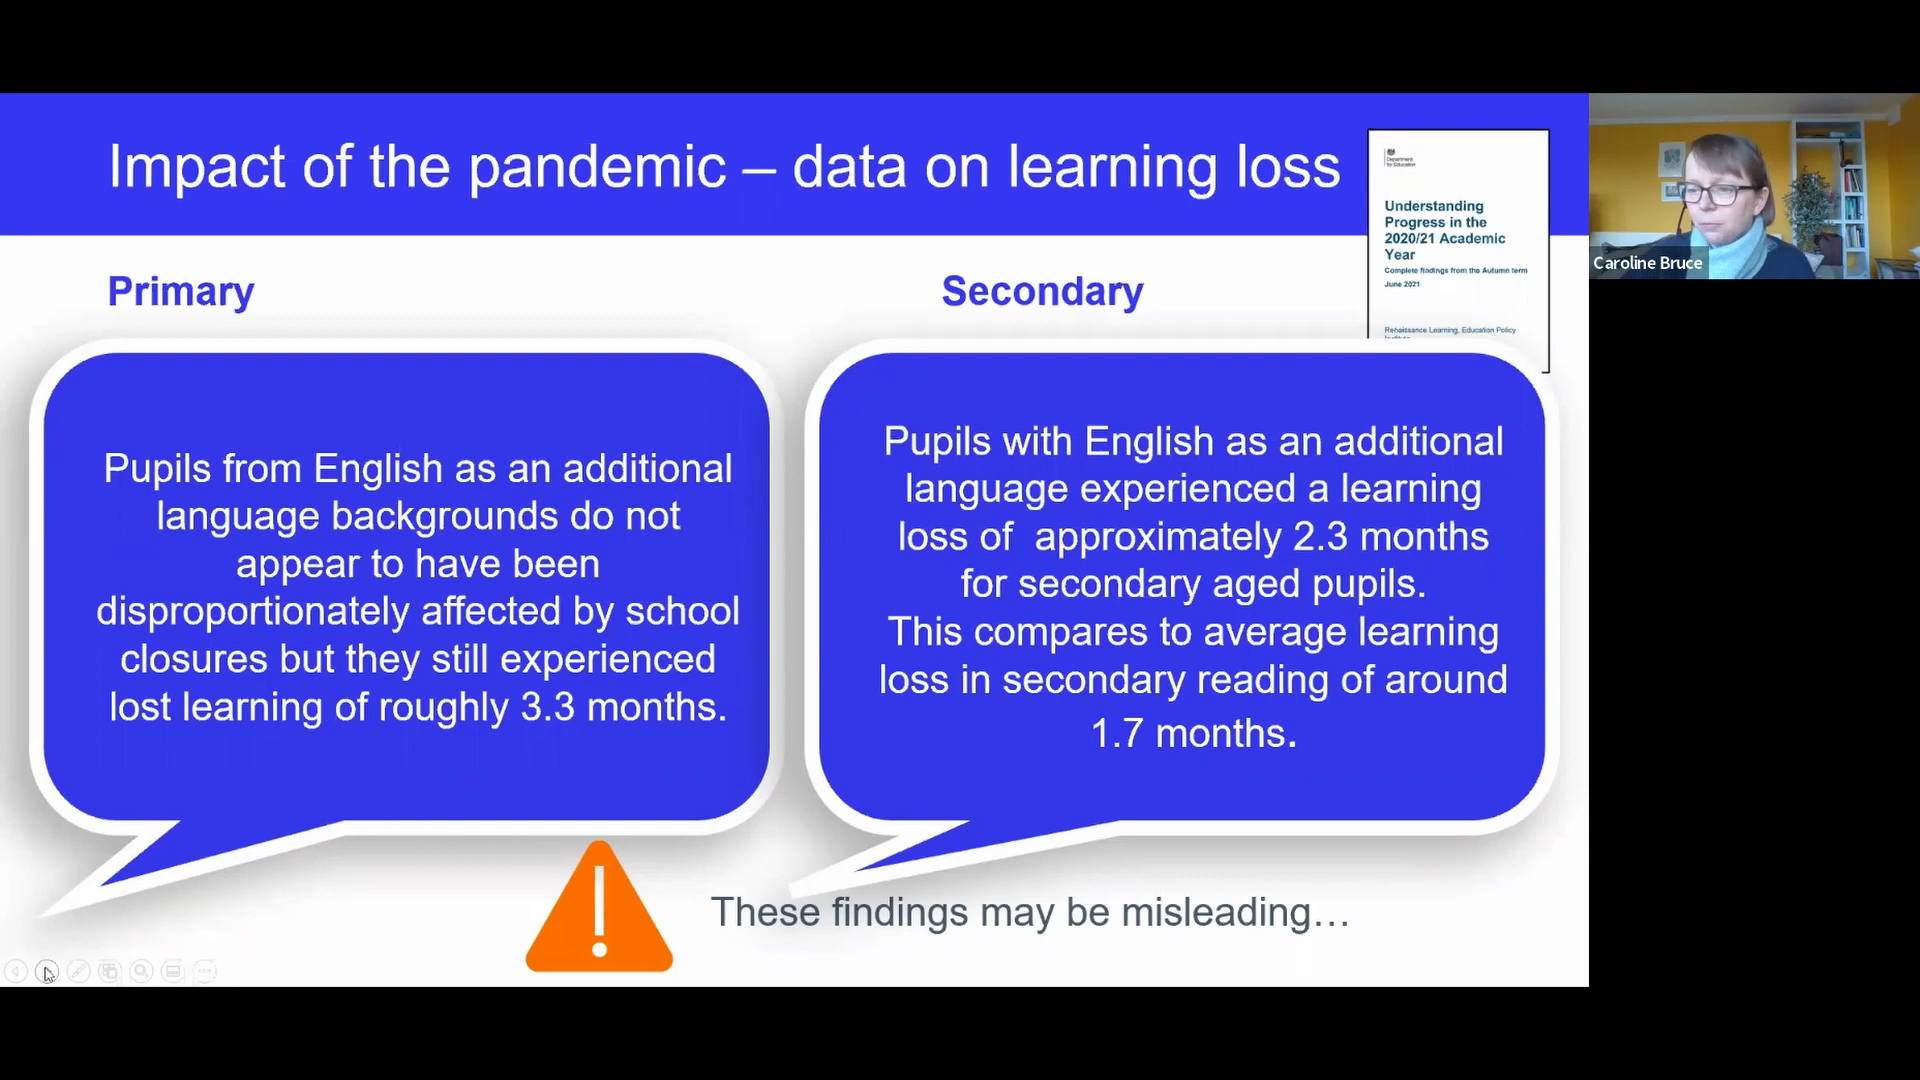 Impact of the pandemic – data on learning loss
Department
for Education
Understanding
Progress in the
2020/21 Academic
Year
Complete findings from the Autumn term
June 2021
Renaissance Learning, Education Policy
Caroline Bruce
Primary
Secondary
Pupils from English as an additional
language backgrounds do not
appear to have been
disproportionately affected by school
closures but they still experienced
lost learning of roughly 3.3 months.
Pupils with English as an additional
language experienced a learning
loss of  approximately 2.3 months
for secondary aged pupils.
This compares to average learning
loss in secondary reading of around
1.7 months.
These findings may be misleading…